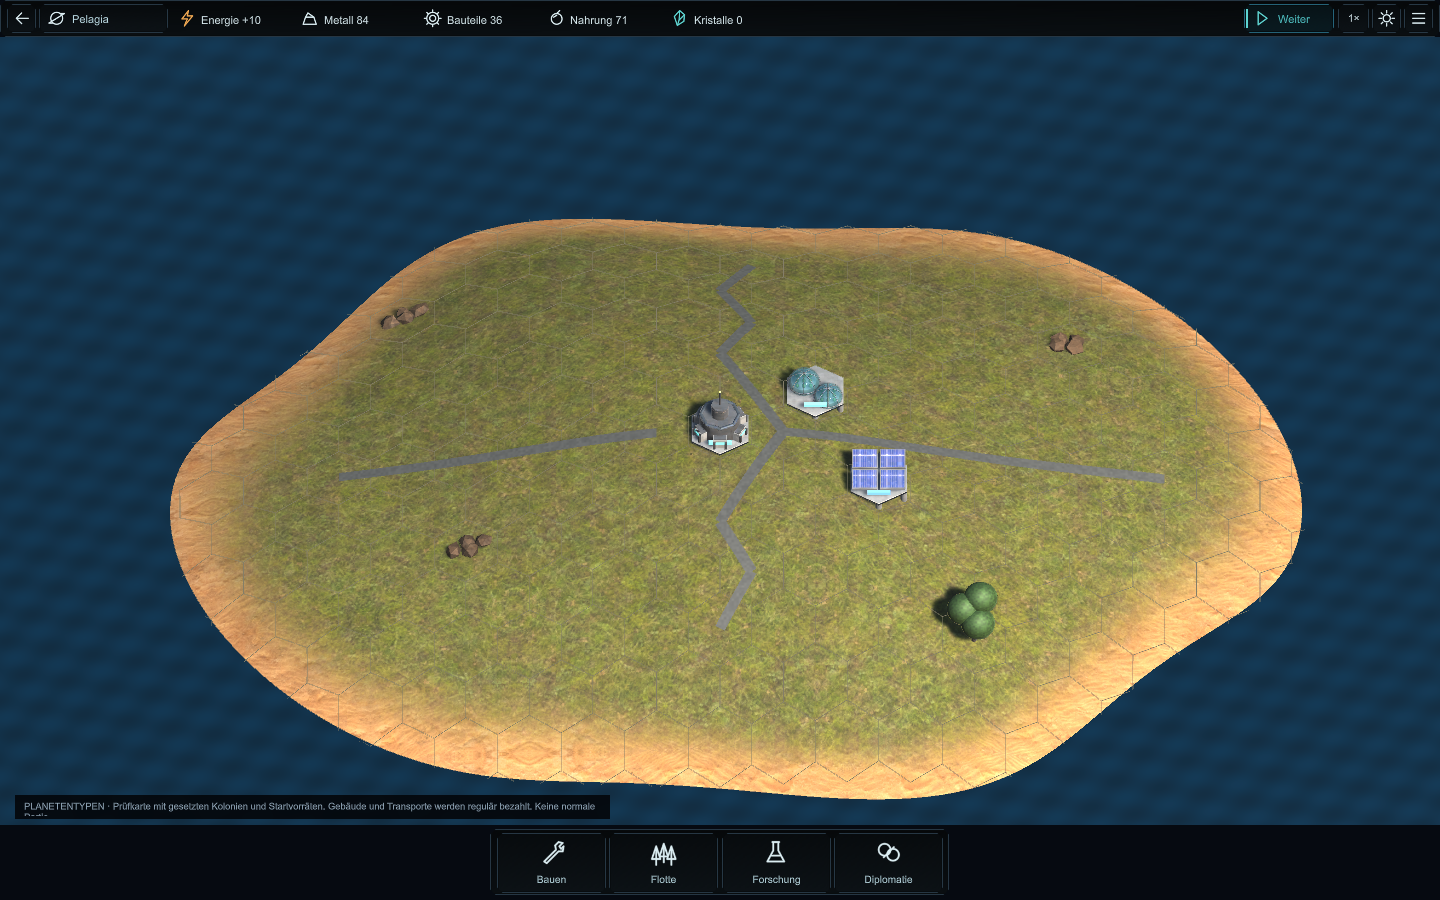 Pelagia
Energie +10
Metall 84
Bauteile 36
Nahrung 71
Kristalle 0
Weiter
1×
PLANETENTYPEN · Prüfkarte mit gesetzten Kolonien und Startvorräten. Gebäude und Transporte werden regulär bezahlt. Keine normale
Bauen
Flotte
Forschung
Diplomatie